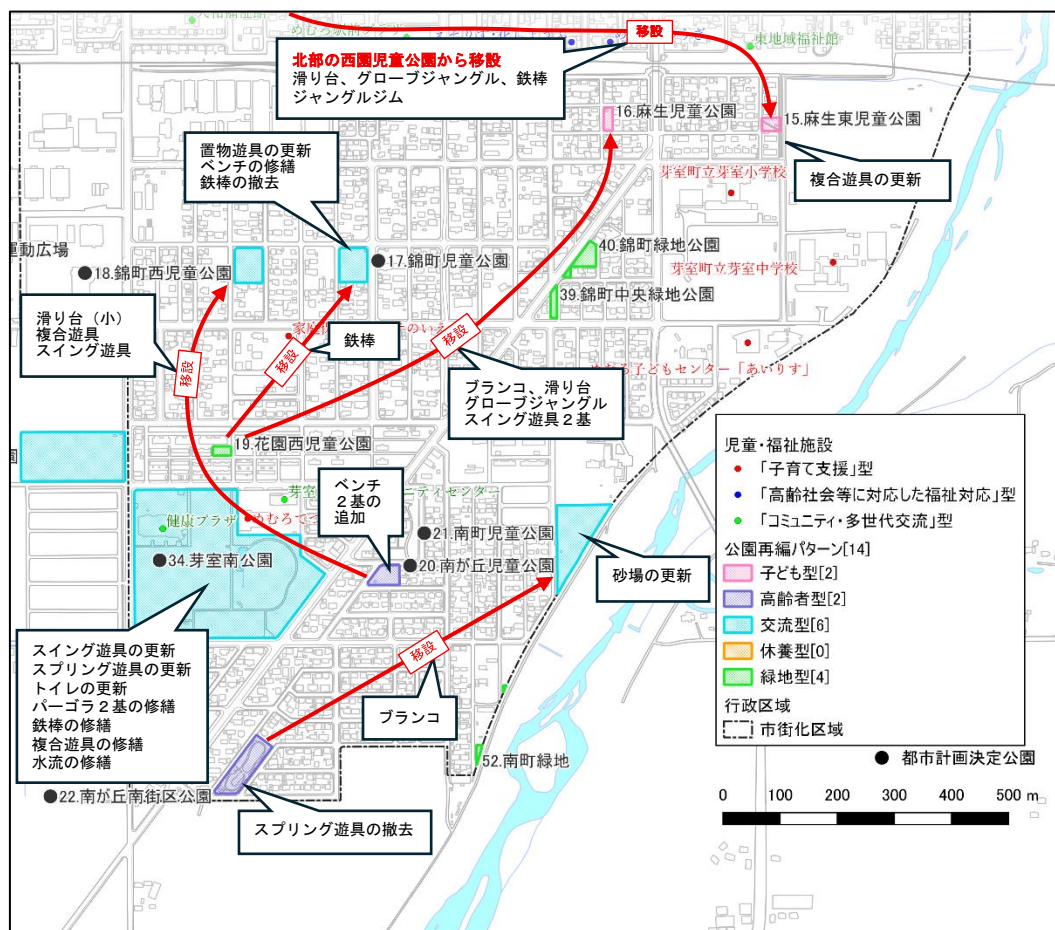 移設
東地域福祉館
北部の西園児童公園から移設
滑り台、グローブジャングル、鉄棒
ジャングルジム
16.麻生児童公園
15.麻生東児童公園
置物遊具の更新
ベンチの修繕
鉄棒の撤去
複合遊具の更新
芽室町立芽室小学校
運動広場
18.錦町西児童公園
17.錦町児童公園
40.錦町緑地公園
芽室町立芽室中学校
39.錦町中央緑地公園
滑り台（小）
複合遊具
スイング遊具
移設
移設
鉄棒
移設
めむろ子どもセンター「あいりす」
ブランコ、滑り台
グローブジャングル
スイング遊具２基
19.花園西児童公園
ベンチ
２基の
追加
健康プラザ
34.芽室南公園
21.南町児童公園
20.南が丘児童公園
砂場の更新
スイング遊具の更新
スプリング遊具の更新
トイレの更新
パーゴラ２基の修繕
鉄棒の修繕
複合遊具の修繕
水流の修繕
移設
ブランコ
52.南町緑地
22.南が丘南街区公園
スプリング遊具の撤去
児童・福祉施設
「子育て支援」型
「高齢社会等に対応した福祉対応」型
「コミュニティ・多世代交流」型
公園再編パターン[14]
子ども型[2]
高齢者型[2]
交流型[6]
休養型[0]
緑地型[4]
行政区域
市街化区域
都市計画決定公園
0 100 200 300 400 500 m